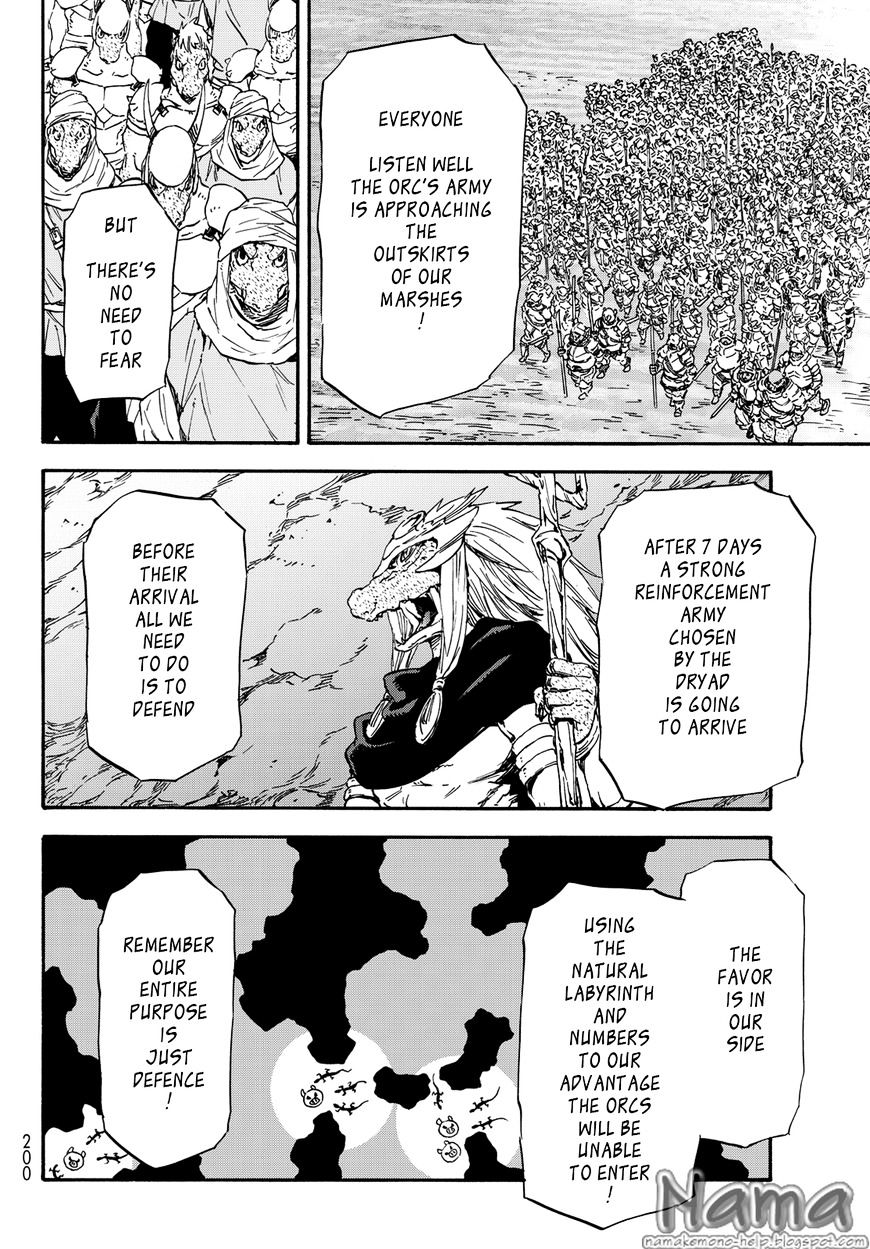 EVERYONE
LISTEN WELL
THE ORC'S ARMY
IS APPROACHING
THE
OUTSKIRTS
OF OUR
MARSHES
!
BUT
THERE'S
NO
NEED
TO
FEAR
AFTER 7 DAYS
A STRONG
REINFORCEMENT
ARMY
CHOSEN
BY THE
DRYAD
IS GOING
TO ARRIVE
BEFORE
THEIR
ARRIVAL
ALL WE
NEED
TO DO
IS TO
DEFEND
THE
FAVOR
IS IN
OUR
SIDE
USING
THE
NATURAL
LABYRINTH
AND
NUMBERS
TO OUR
ADVANTAGE
THE ORCS
WILL BE
UNABLE
TO ENTER
!
REMEMBER
OUR
ENTIRE
PURPOSE
IS
JUST
DEFENCE
!
200
Nama
namakemono-help.blogspot.com